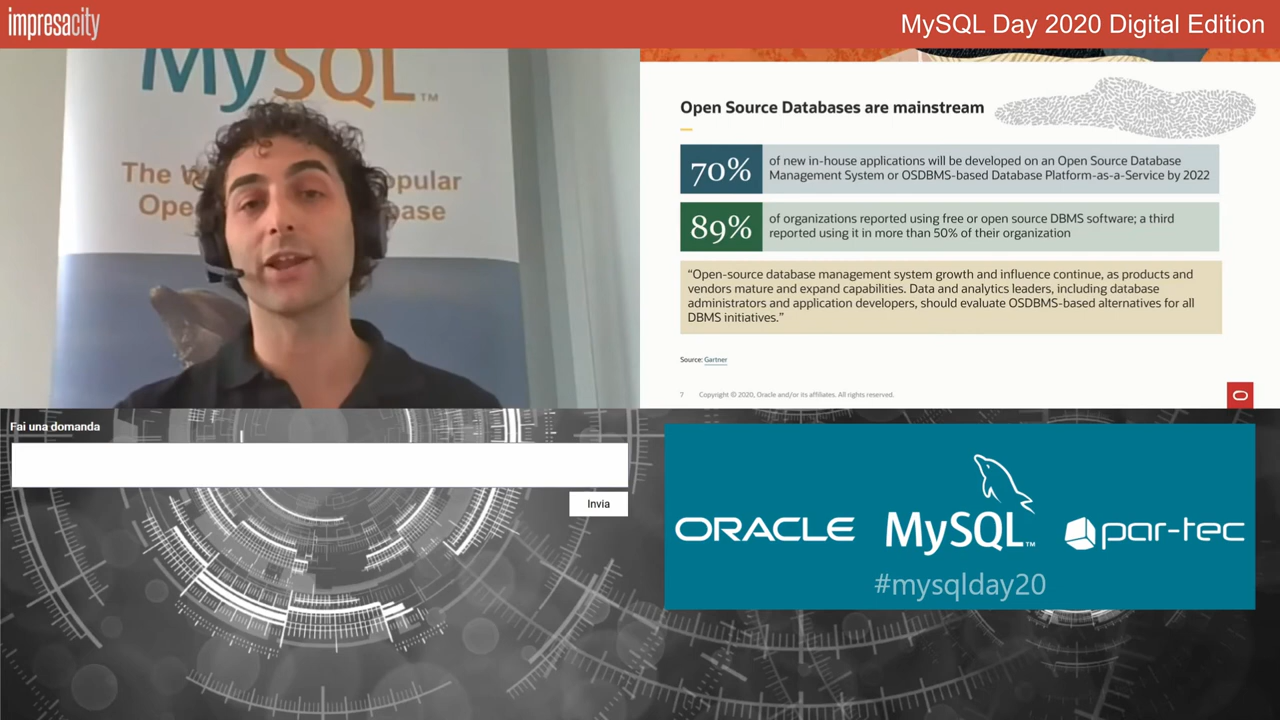 impresacity
MySQL Day 2020 Digital Edition
MySQL™
The W opular
Ope base
Open Source Databases are mainstream
70%
of new in-house applications will be developed on an Open Source Database
Management System or OSDBMS-based Database Platform-as-a-Service by 2022
89%
of organizations reported using free or open source DBMS software; a third
reported using it in more than 50% of their organization
“Open-source database management system growth and influence continue, as products and
vendors mature and expand capabilities. Data and analytics leaders, including database
administrators and application developers, should evaluate OSDBMS-based alternatives for all
DBMS initiatives.”
Source: Gartner
7 Copyright © 2020, Oracle and/or its affiliates. All rights reserved.
Fai una domanda
Invia
ORACLE MySQL™ par-tec
#mysqlday20